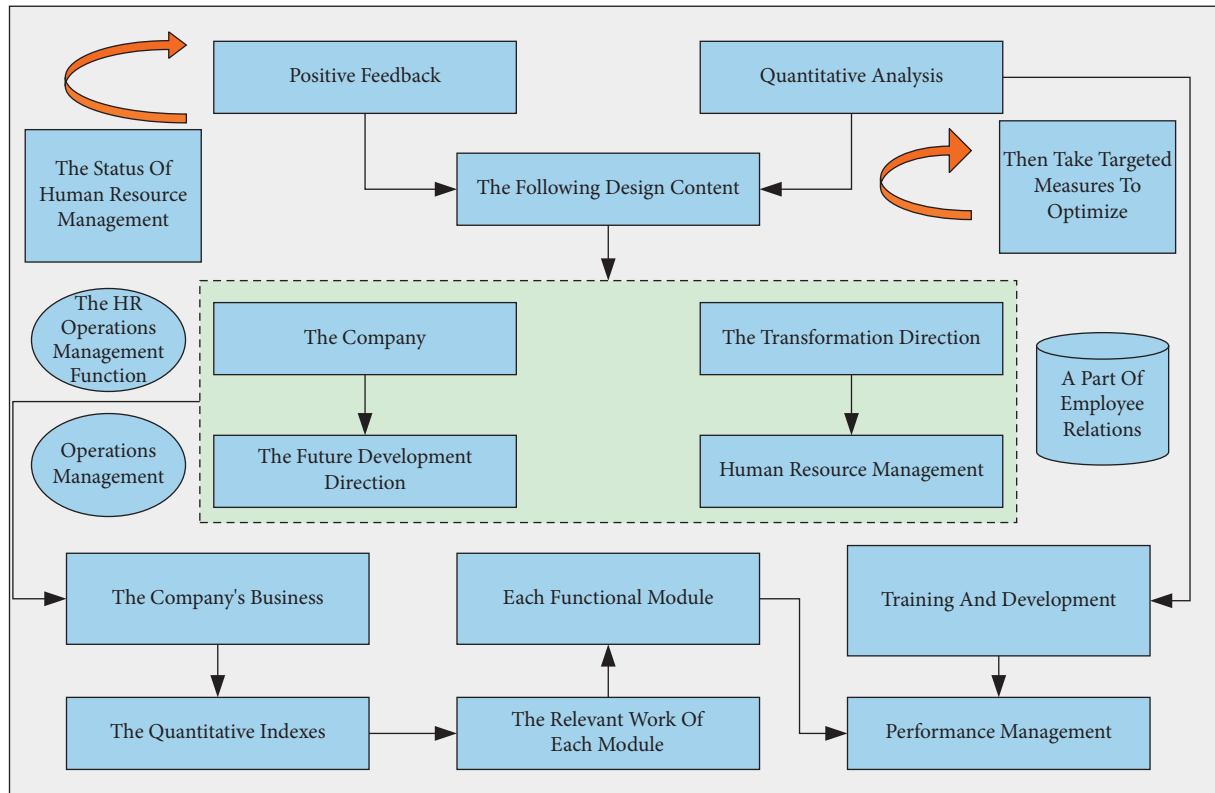 Positive Feedback
Quantitative Analysis
The Status Of
Human Resource
Management
The Following Design Content
Then Take Targeted
Measures To
Optimize
The HR
Operations
Management
Function
The Company
The Transformation Direction
A Part Of
Employee
Relations
Operations
Management
The Future Development
Direction
Human Resource Management
The Company's Business
Each Functional Module
Training And Development
The Quantitative Indexes
The Relevant Work Of
Each Module
Performance Management